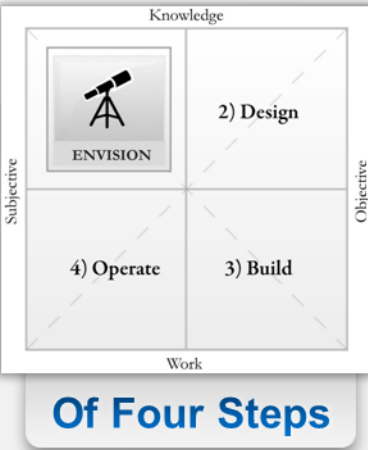 Knowledge
2) Design
ENVISION
Subjective
Objective
4) Operate
3) Build
Work
Of Four Steps